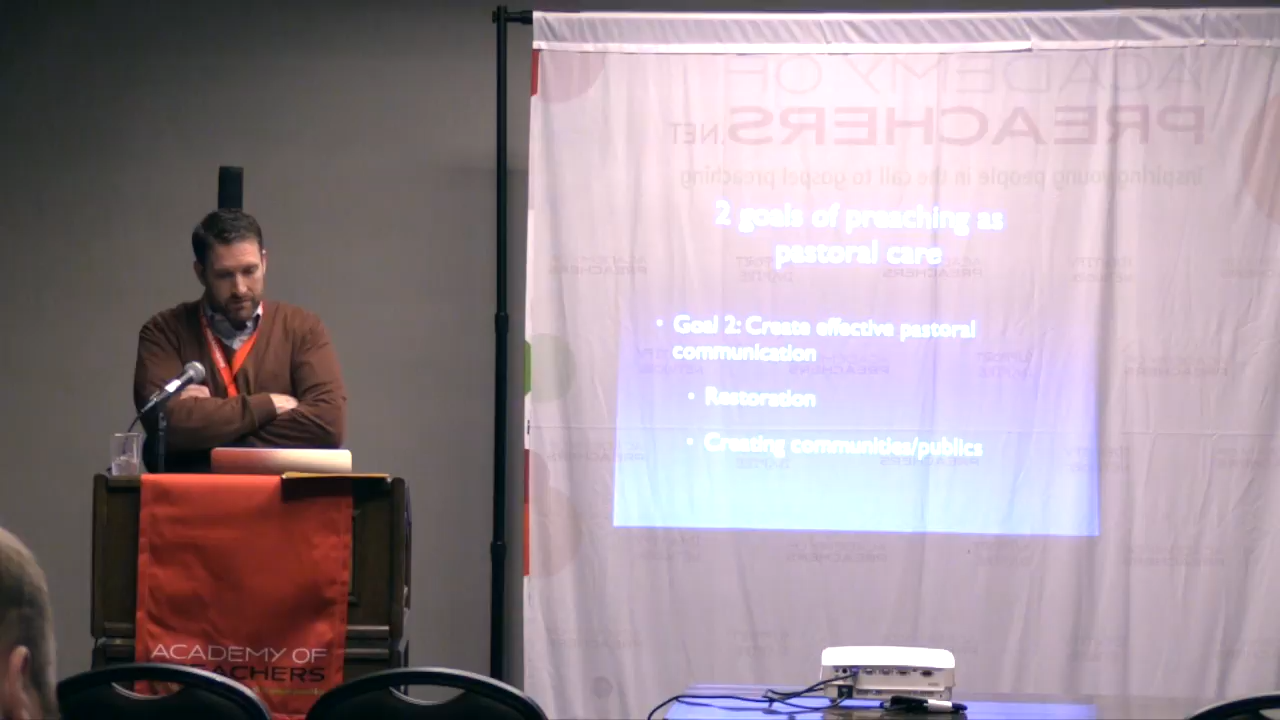 ACADEMY OF
PREACHERS.NET
inspiring young people in the call to gospel preaching
2 goals of preaching as
pastoral care
• Goal 2: Create effective pastoral
communication
• Restoration
• Creating communities/publics
ACADEMY OF